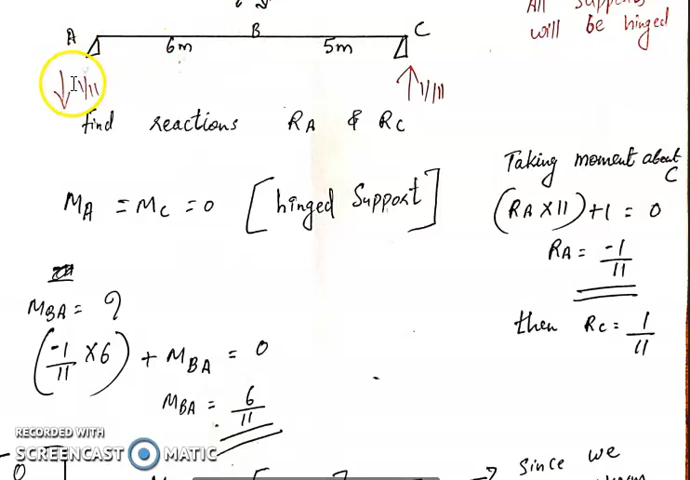 All Supports
will be hinged
A B C
6m 5m
1/11 1/11
find reactions RA & RC
Taking moment about
C
MA = MC = 0 [hinged Support]
(RA × 11) + 1 = 0
RA = -1/11
then RC = 1/11
MBA = ?
(-1/11 × 6) + MBA = 0
MBA = 6/11
RECORDED WITH
SCREENCAST MATIC
Since we